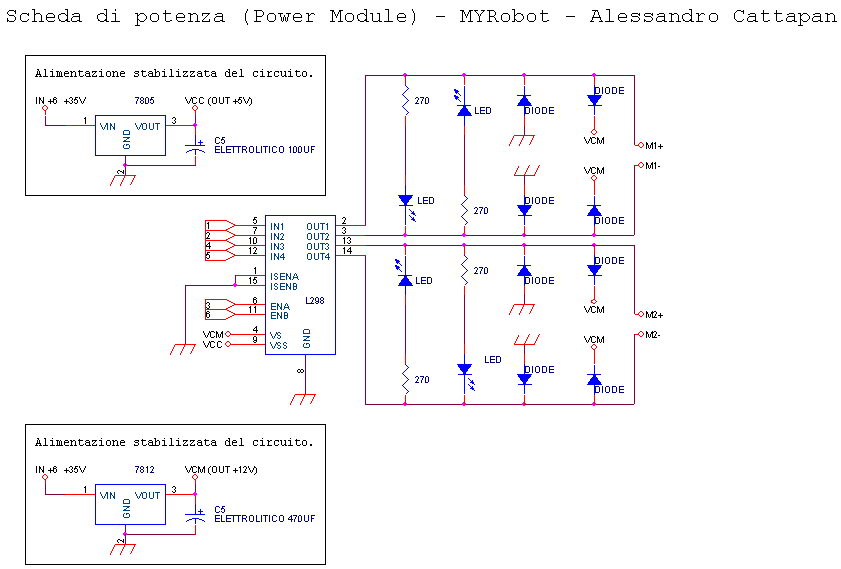 Scheda di potenza (Power Module) - MYRobot - Alessandro Cattapan
Alimentazione stabilizzata del circuito.
IN +6 +35V 7805 VCC (OUT +5V)
1 VIN VOUT 3
GND
2
C5
+ ELETTROLITICO 100UF
270
LED
DIODE
DIODE
VCM
M1+
M1-
VCM
LED
270
DIODE
DIODE
1 5 IN1 OUT1 2
2 7 IN2 OUT2 3
4 10 IN3 OUT3 13
5 12 IN4 OUT4 14
1 ISENA
15 ISENB
L298
3 6 ENA
6 11 ENB
VCM 4 VS
VCC 9 VSS
GND
8
LED
270
DIODE
DIODE
VCM
M2+
M2-
VCM
270
LED
DIODE
DIODE
Alimentazione stabilizzata del circuito.
IN +6 +35V 7812 VCM (OUT +12V)
1 VIN VOUT 3
GND
2
C5
+ ELETTROLITICO 470UF